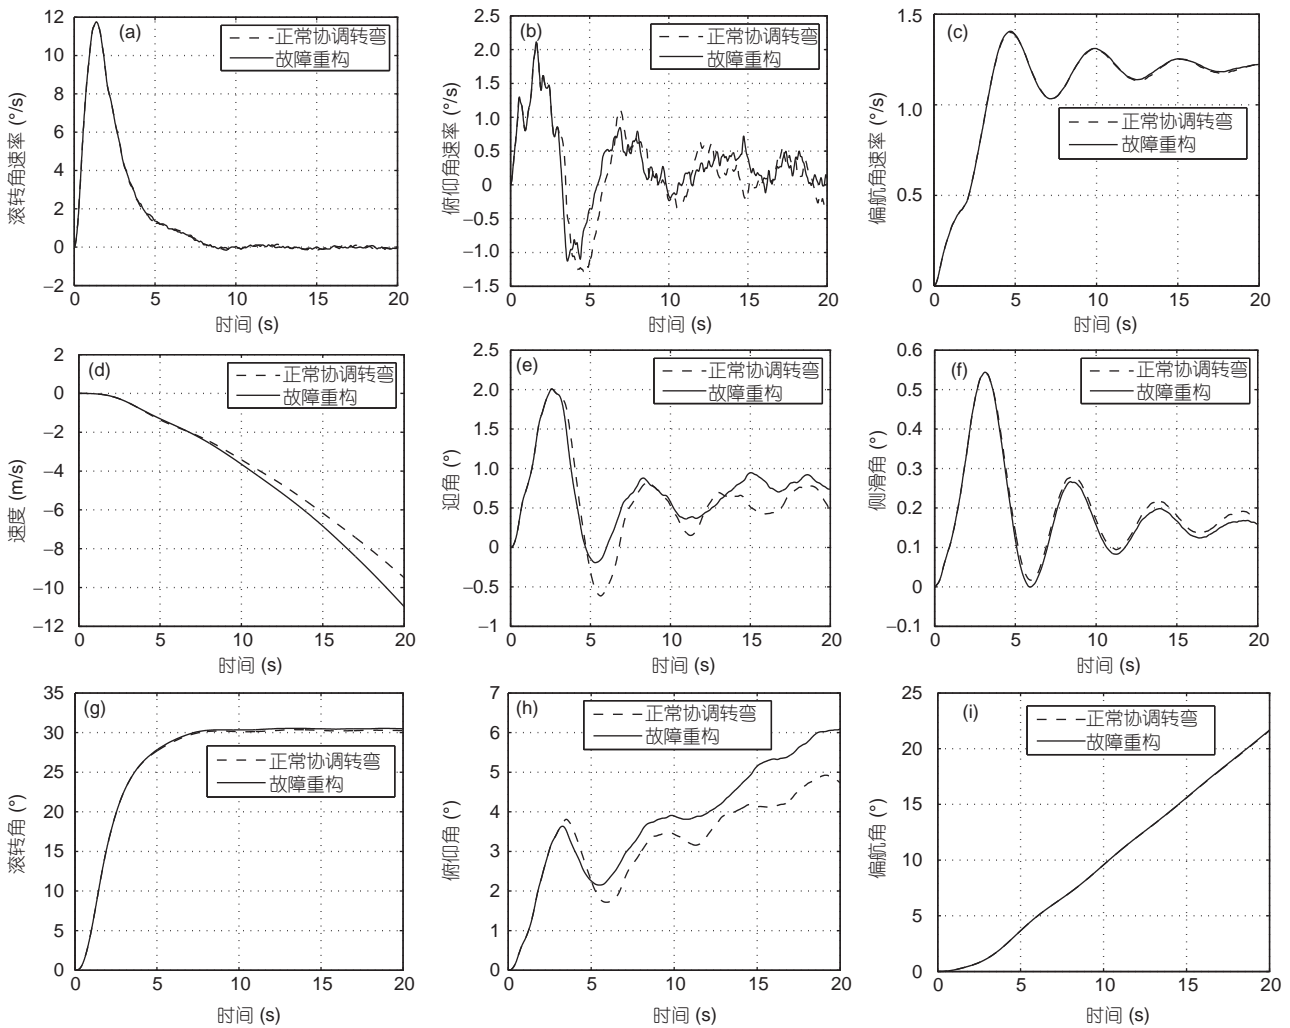 (a)
正常协调转弯
故障重构
滚转角速率 (°/s)
12
10
8
6
4
2
0
−2
0 5 10 15 20
时间 (s)
(b)
正常协调转弯
故障重构
俯仰角速率 (°/s)
2.5
2.0
1.5
1.0
0.5
0
−0.5
−1.0
−1.5
0 5 10 15 20
时间 (s)
(c)
正常协调转弯
故障重构
偏航角速率 (°/s)
1.5
1.0
0.5
0
0 5 10 15 20
时间 (s)
(d)
正常协调转弯
故障重构
速度 (m/s)
2
0
−2
−4
−6
−8
−10
−12
0 5 10 15 20
时间 (s)
(e)
正常协调转弯
故障重构
迎角 (°)
2.5
2.0
1.5
1.0
0.5
0
−0.5
−1
0 5 10 15 20
时间 (s)
(f)
正常协调转弯
故障重构
侧滑角 (°)
0.6
0.5
0.4
0.3
0.2
0.1
0
−0.1
0 5 10 15 20
时间 (s)
(g)
正常协调转弯
故障重构
滚转角 (°)
35
30
25
20
15
10
5
0
0 5 10 15 20
时间 (s)
(h)
正常协调转弯
故障重构
俯仰角 (°)
7
6
5
4
3
2
1
0
0 5 10 15 20
时间 (s)
(i)
正常协调转弯
故障重构
偏航角 (°)
25
20
15
10
5
0
0 5 10 15 20
时间 (s)